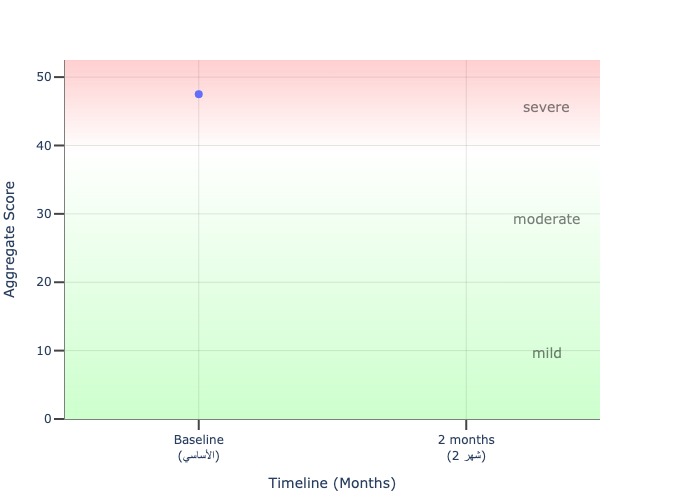 50
severe
40
30
moderate
20
10
mild
0
Aggregate Score
Baseline
(الأساسي)
2 months
(2 شهر)
Timeline (Months)